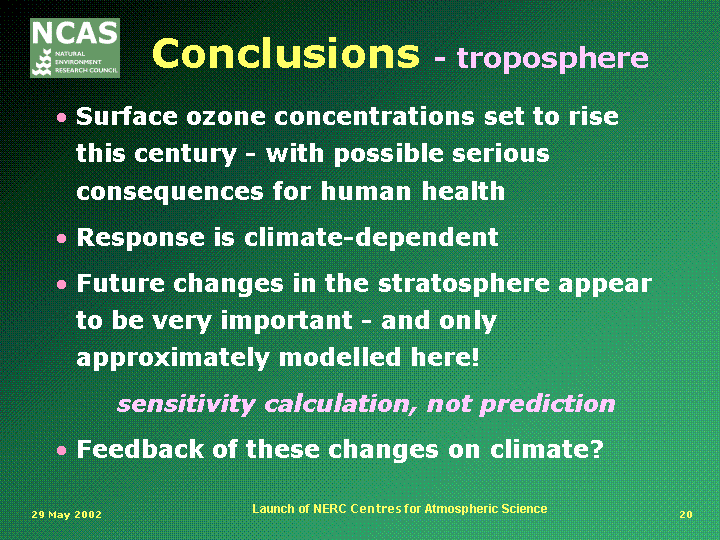 NCAS
NATURAL
ENVIRONMENT
RESEARCH COUNCIL
Conclusions - troposphere
• Surface ozone concentrations set to rise
this century - with possible serious
consequences for human health
• Response is climate-dependent
• Future changes in the stratosphere appear
to be very important - and only
approximately modelled here!
sensitivity calculation, not prediction
• Feedback of these changes on climate?
29 May 2002
Launch of NERC Centres for Atmospheric Science
20